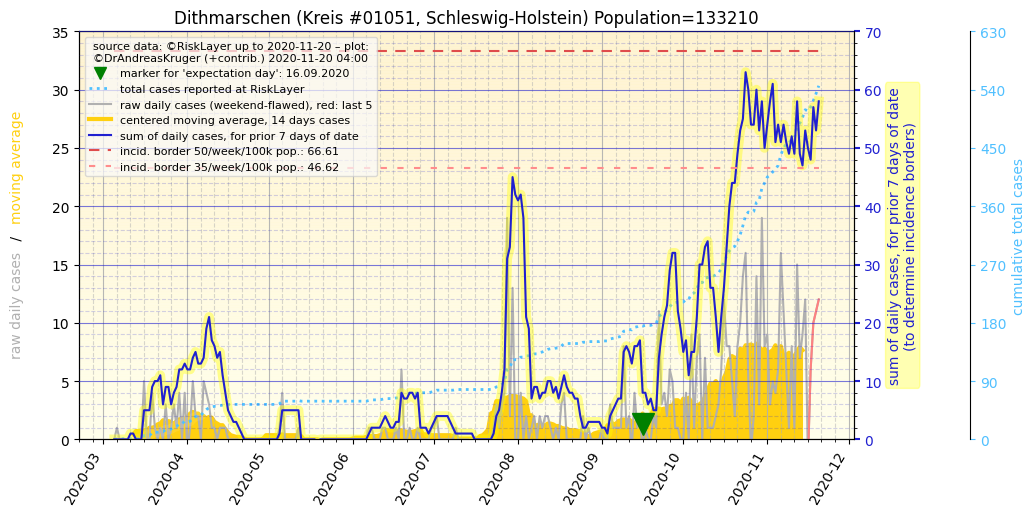 Dithmarschen (Kreis #01051, Schleswig-Holstein) Population=133210
source data: ©RiskLayer up to 2020-11-20 – plot:
©DrAndreasKruger (+contrib.) 2020-11-20 04:00
marker for 'expectation day': 16.09.2020
total cases reported at RiskLayer
raw daily cases (weekend-flawed), red: last 5
centered moving average, 14 days cases
sum of daily cases, for prior 7 days of date
incid. border 50/week/100k pop.: 66.61
incid. border 35/week/100k pop.: 46.62
raw daily cases / moving average
35
30
25
20
15
10
5
0
2020-03
2020-04
2020-05
2020-06
2020-07
2020-08
2020-09
2020-10
2020-11
2020-12
70
60
50
40
30
20
10
0
sum of daily cases, for prior 7 days of date
(to determine incidence borders)
630
540
450
360
270
180
90
0
cumulative total cases